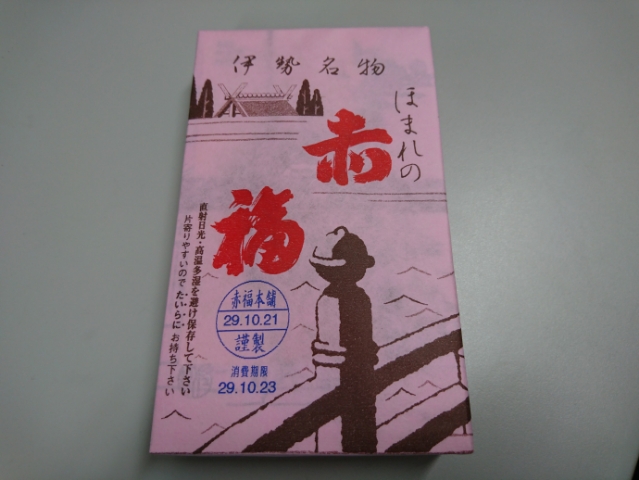 伊勢名物
ほまれの
赤
福
直射日光・高温多湿を避け保存して下さい
片寄りやすいのでたいらにお持ち下さい
赤福本舗
29.10.21
謹製
消費期限
29.10.23